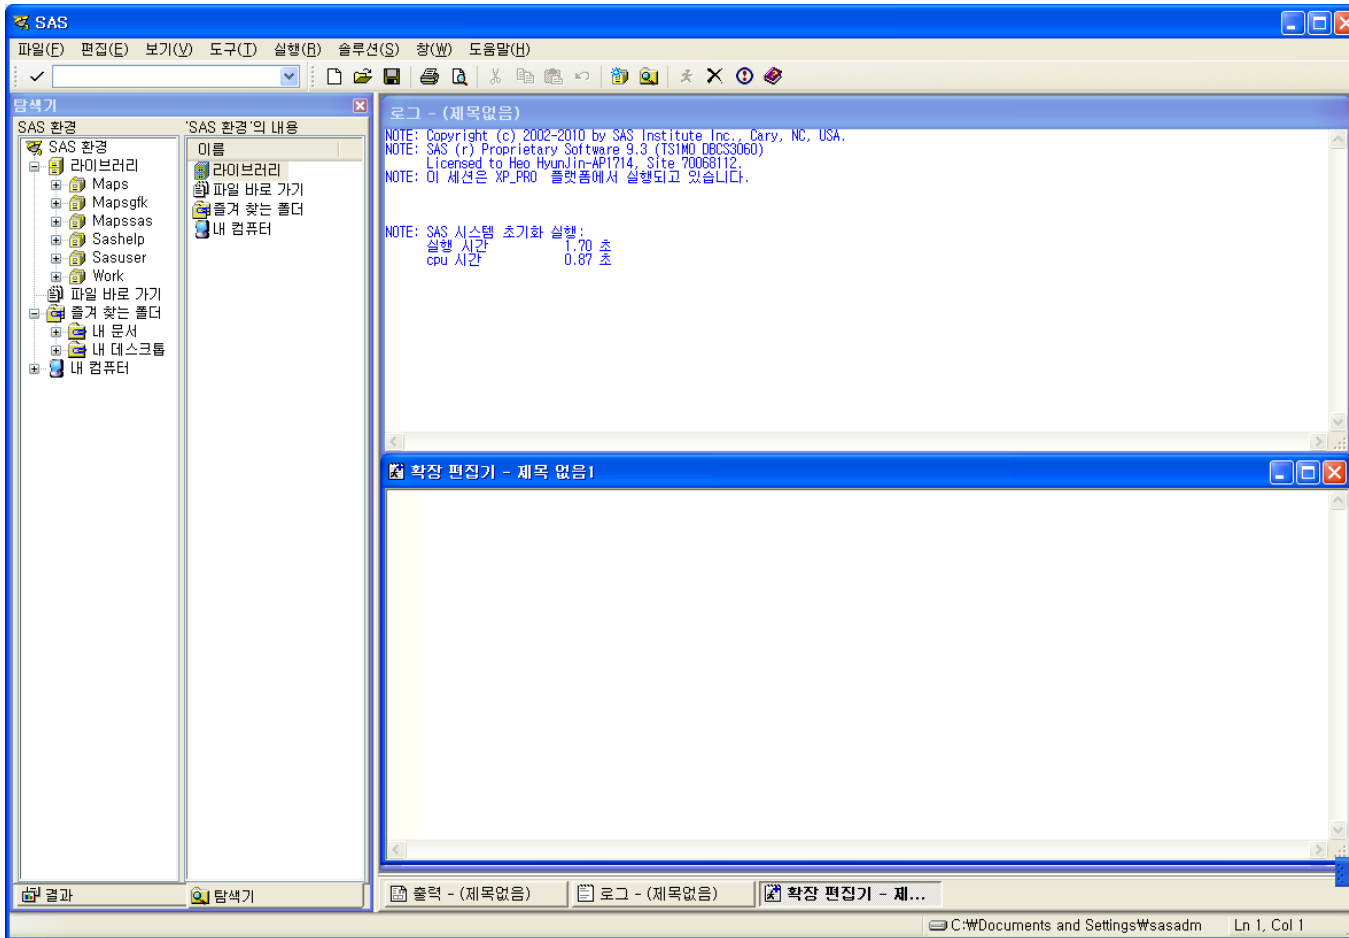 SAS
파일(F) 편집(E) 보기(V) 도구(T) 실행(R) 솔루션(S) 창(W) 도움말(H)
탐색기
SAS 환경
SAS 환경
라이브러리
Maps
Mapsgfk
Mapssas
Sashelp
Sasuser
Work
파일 바로 가기
즐겨 찾는 폴더
내 문서
내 데스크톱
내 컴퓨터
'SAS 환경'의 내용
이름
라이브러리
파일 바로 가기
즐겨 찾는 폴더
내 컴퓨터
결과
탐색기
로그 - (제목없음)
NOTE: Copyright (c) 2002-2010 by SAS Institute Inc., Cary, NC, USA.
NOTE: SAS (r) Proprietary Software 9.3 (TS1M0 DBCS3060)
Licensed to Heo HyunJin-AP1714, Site 70068112.
NOTE: 이 세션은 XP_PRO 플랫폼에서 실행되고 있습니다.
NOTE: SAS 시스템 초기화 실행:
실행 시간 1.70 초
cpu 시간 0.87 초
확장 편집기 - 제목 없음1
출력 - (제목없음)
로그 - (제목없음)
확장 편집기 - 제...
C:₩Documents and Settings₩sasadm
Ln 1, Col 1